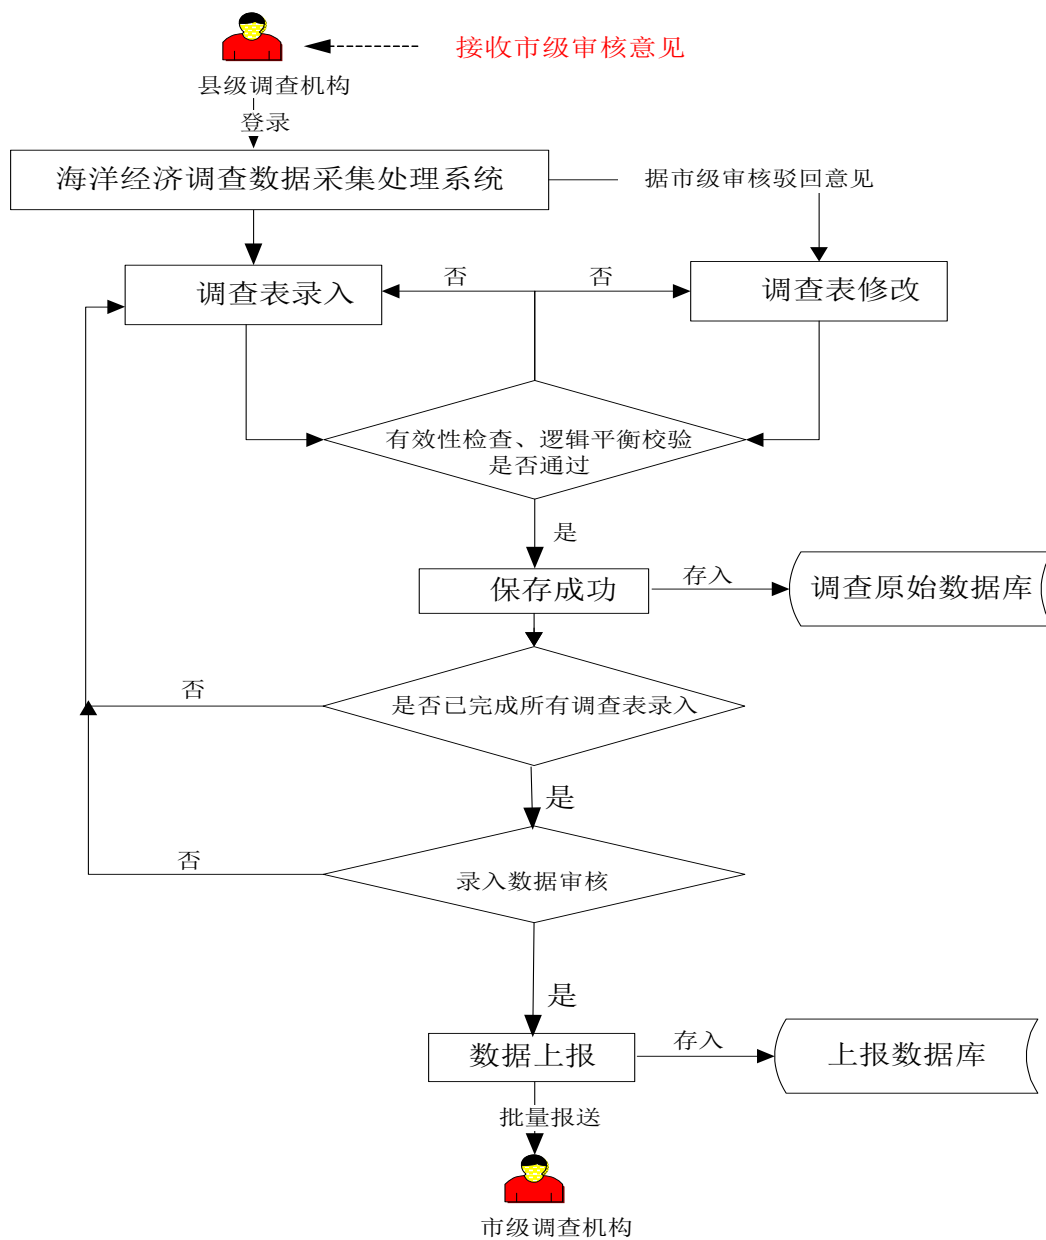 接收市级审核意见
县级调查机构
登录
海洋经济调查数据采集处理系统
据市级审核驳回意见
调查表录入
否
否
调查表修改
有效性检查、逻辑平衡校验
是否通过
是
保存成功
存入
调查原始数据库
否
是否已完成所有调查表录入
是
否
录入数据审核
是
数据上报
存入
上报数据库
批量报送
市级调查机构